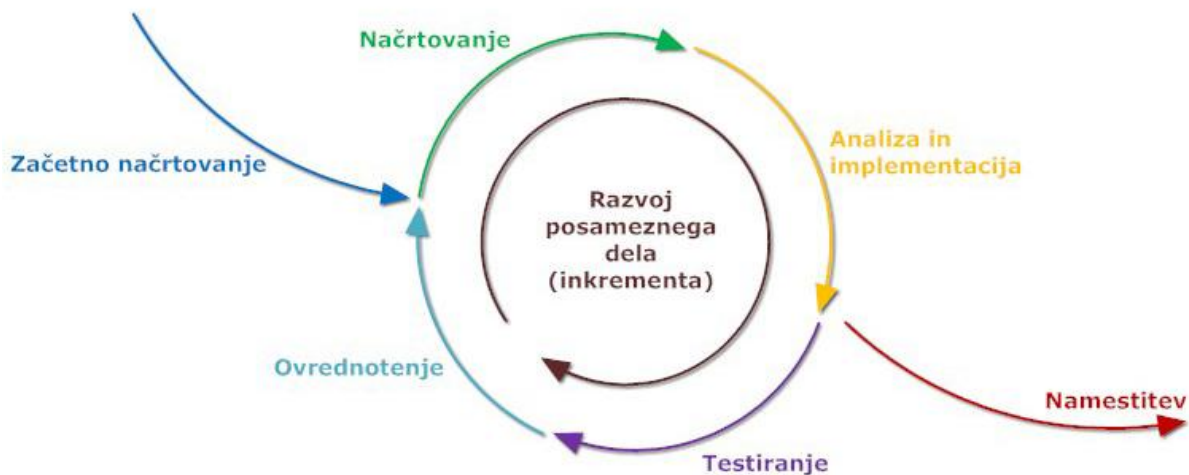 Načrtovanje
Začetno načrtovanje
Analiza in
implementacija
Razvoj
posameznega
dela
(inkrementa)
Ovrednotenje
Namestitev
Testiranje